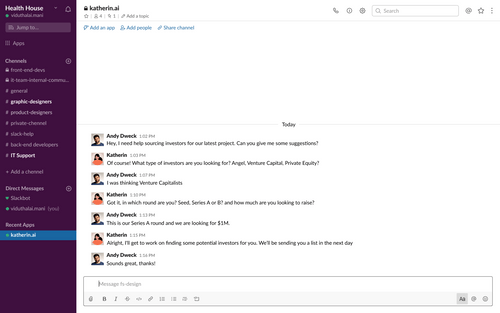 Health House
viduthalai.mani
Jump to...
Apps
Channels
front-end-devs
it-team-internal-commu...
general
graphic-designers
product-designers
private-channel
slack-help
back-end developers
IT Support
+ Add a channel
Direct Messages
Slackbot
viduthalai.mani (you)
Recent Apps
katherin.ai
katherin.ai
4
1
Add a topic
Search
Add an app
Add people
Share channel
Today
Andy Dweck 1:02 PM
Hey, I need help sourcing investors for our latest project. Can you give me some suggestions?
Katherin 1:03 PM
Of course! What type of investors are you looking for? Angel, Venture Capital, Private Equity?
Andy Dweck 1:07 PM
I was thinking Venture Capitalists
Katherin 1:10 PM
Got it, in which round are you? Seed, Series A or B? and how much are you looking to raise?
Andy Dweck 1:13 PM
This is our Series A round and we are looking for $1M.
Katherin 1:15 PM
Alright, I'll get to work on finding some potential investors for you. We'll be sending you a list in the next day
Andy Dweck 1:16 PM
Sounds great, thanks!
Message fs-design
B I S Aa @